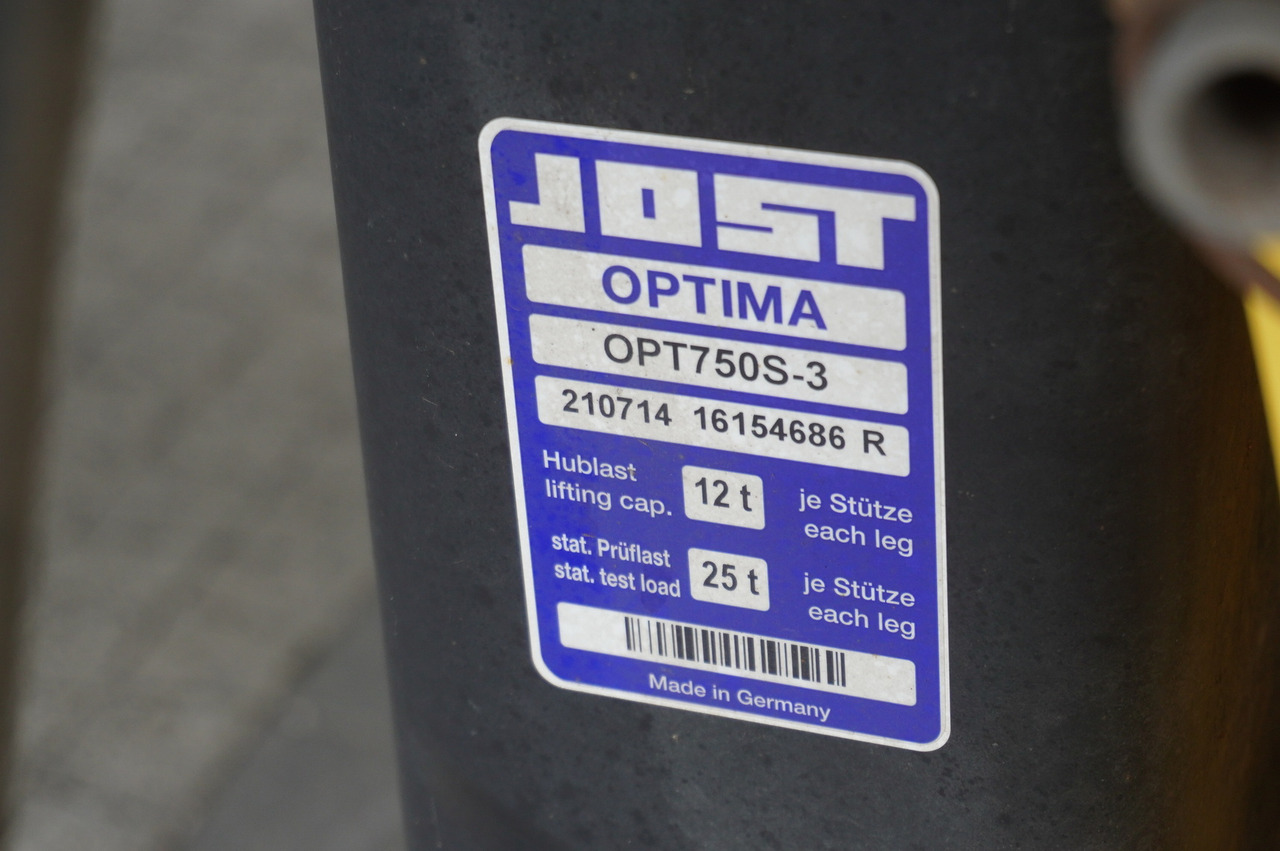 JOST
OPTIMA
OPT750S-3
210714 16154686 R
Hublast
lifting cap.
12 t
je Stütze
each leg
stat. Prüflast
stat. test load
25 t
je Stütze
each leg
Made in Germany